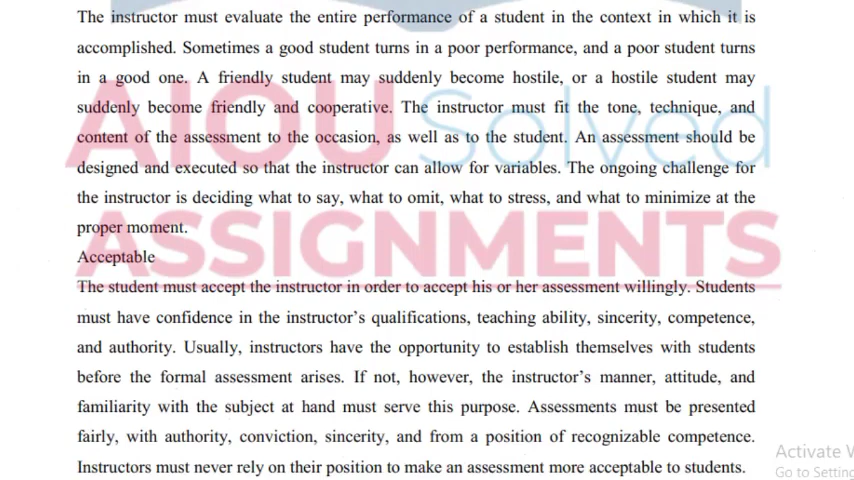 The instructor must evaluate the entire performance of a student in the context in which it is
accomplished. Sometimes a good student turns in a poor performance, and a poor student turns
in a good one. A friendly student may suddenly become hostile, or a hostile student may
suddenly become friendly and cooperative. The instructor must fit the tone, technique, and
content of the assessment to the occasion, as well as to the student. An assessment should be
designed and executed so that the instructor can allow for variables. The ongoing challenge for
the instructor is deciding what to say, what to omit, what to stress, and what to minimize at the
proper moment.
Acceptable
The student must accept the instructor in order to accept his or her assessment willingly. Students
must have confidence in the instructor's qualifications, teaching ability, sincerity, competence,
and authority. Usually, instructors have the opportunity to establish themselves with students
before the formal assessment arises. If not, however, the instructor's manner, attitude, and
familiarity with the subject at hand must serve this purpose. Assessments must be presented
fairly, with authority, conviction, sincerity, and from a position of recognizable competence.
Instructors must never rely on their position to make an assessment more acceptable to students.
AIOU Solved
ASSIGNMENTS
Activate
Go to Setting